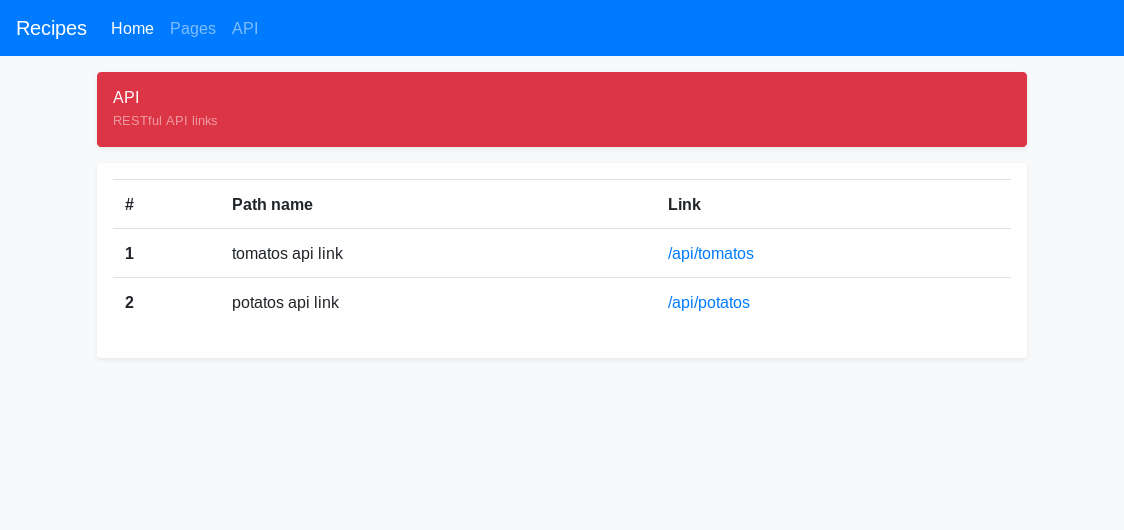 Recipes Home Pages API
API
RESTful API links
# Path name Link
1 tomatos api link /api/tomatos
2 potatos api link /api/potatos